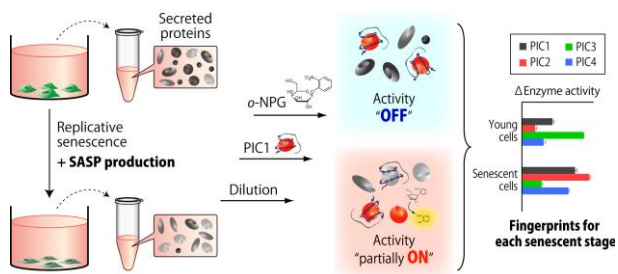 Secreted
proteins
Replicative
senescence
+ SASP production
o-NPG
PIC1
Dilution
Activity
"OFF"
Activity
"partially ON"
PIC1
PIC2
PIC3
PIC4
Δ Enzyme activity
Young
cells
Senescent
cells
Fingerprints for
each senescent stage